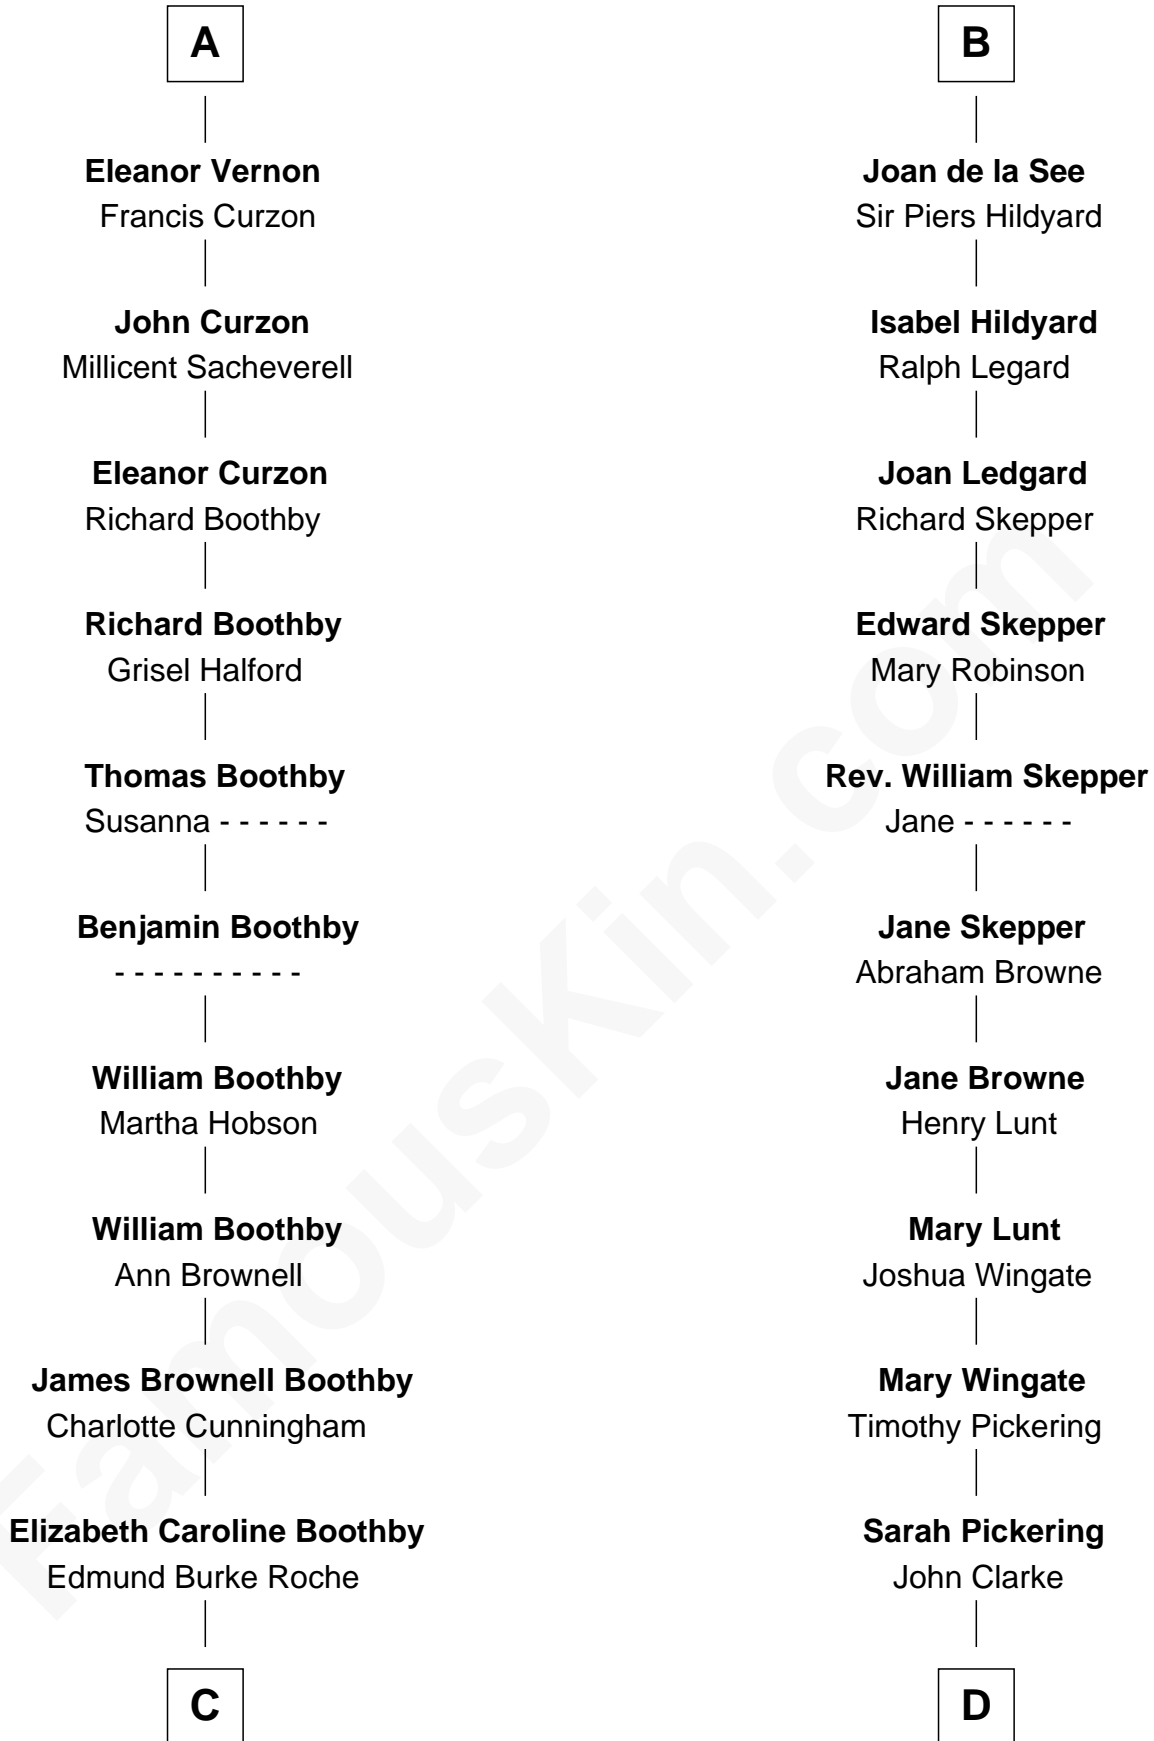 A
Eleanor Vernon
Francis Curzon
John Curzon
Millicent Sacheverell
Eleanor Curzon
Richard Boothby
Richard Boothby
Grisel Halford
Thomas Boothby
Susanna - - - - - -
Benjamin Boothby
- - - - - - - - - -
William Boothby
Martha Hobson
William Boothby
Ann Brownell
James Brownell Boothby
Charlotte Cunningham
Elizabeth Caroline Boothby
Edmund Burke Roche
C
B
Joan de la See
Sir Piers Hildyard
Isabel Hildyard
Ralph Legard
Joan Ledgard
Richard Skepper
Edward Skepper
Mary Robinson
Rev. William Skepper
Jane - - - - - -
Jane Skepper
Abraham Browne
Jane Browne
Henry Lunt
Mary Lunt
Joshua Wingate
Mary Wingate
Timothy Pickering
Sarah Pickering
John Clarke
D
FamousKin.com